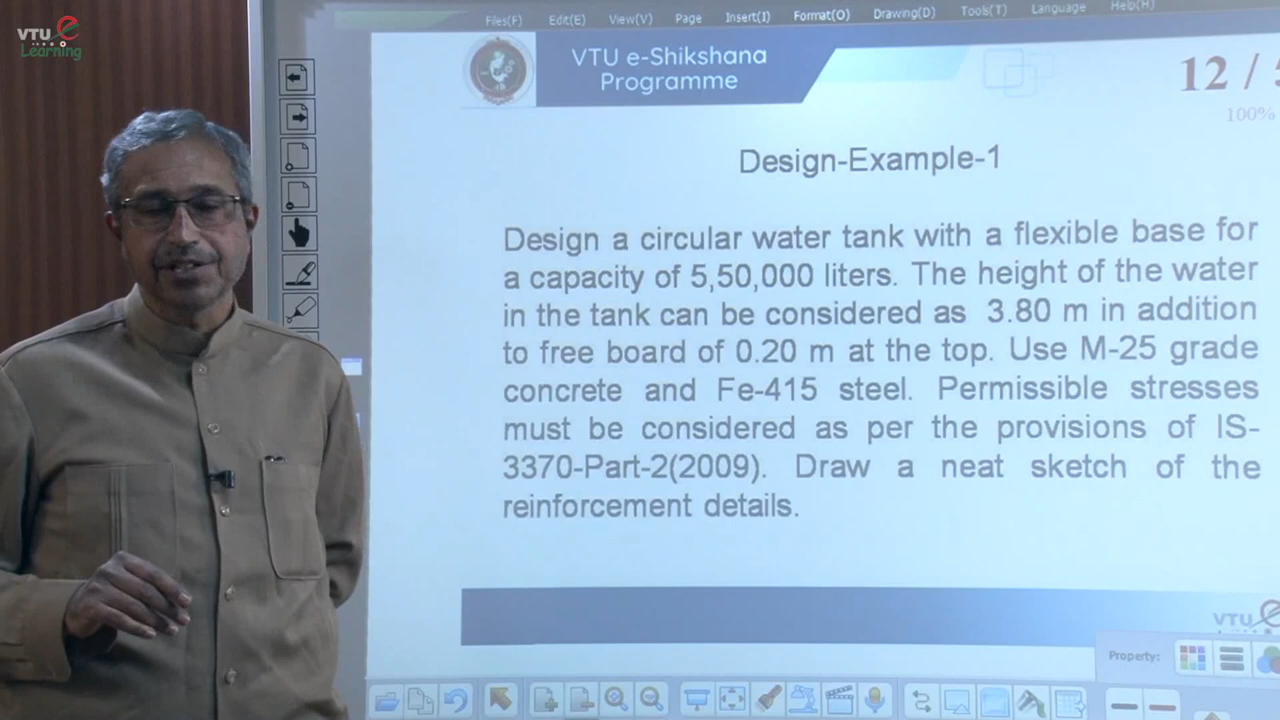 VTU e
Learning
Files(F) Edit(E) View(V) Page Insert(I) Format(O) Drawing(D) Tools(T) Language Help(H)
VTU e-Shikshana
Programme
12 /
100%
Design-Example-1
Design a circular water tank with a flexible base for
a capacity of 5,50,000 liters. The height of the water
in the tank can be considered as 3.80 m in addition
to free board of 0.20 m at the top. Use M-25 grade
concrete and Fe-415 steel. Permissible stresses
must be considered as per the provisions of IS-
3370-Part-2(2009). Draw a neat sketch of the
reinforcement details.
VTU e
Property: